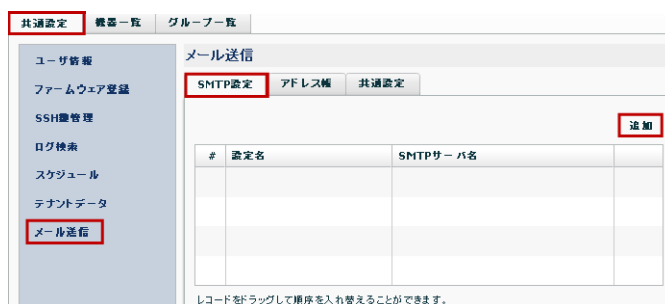 共通設定 機器一覧 グループ一覧
ユーザ情報
ファームウェア登録
SSH鍵管理
ログ検索
スケジュール
テナントデータ
メール送信
メール送信
SMTP設定 アドレス帳 共通設定
追加
# 設定名 SMTPサーバ名
レコードをドラッグして順序を入れ替えることができます。